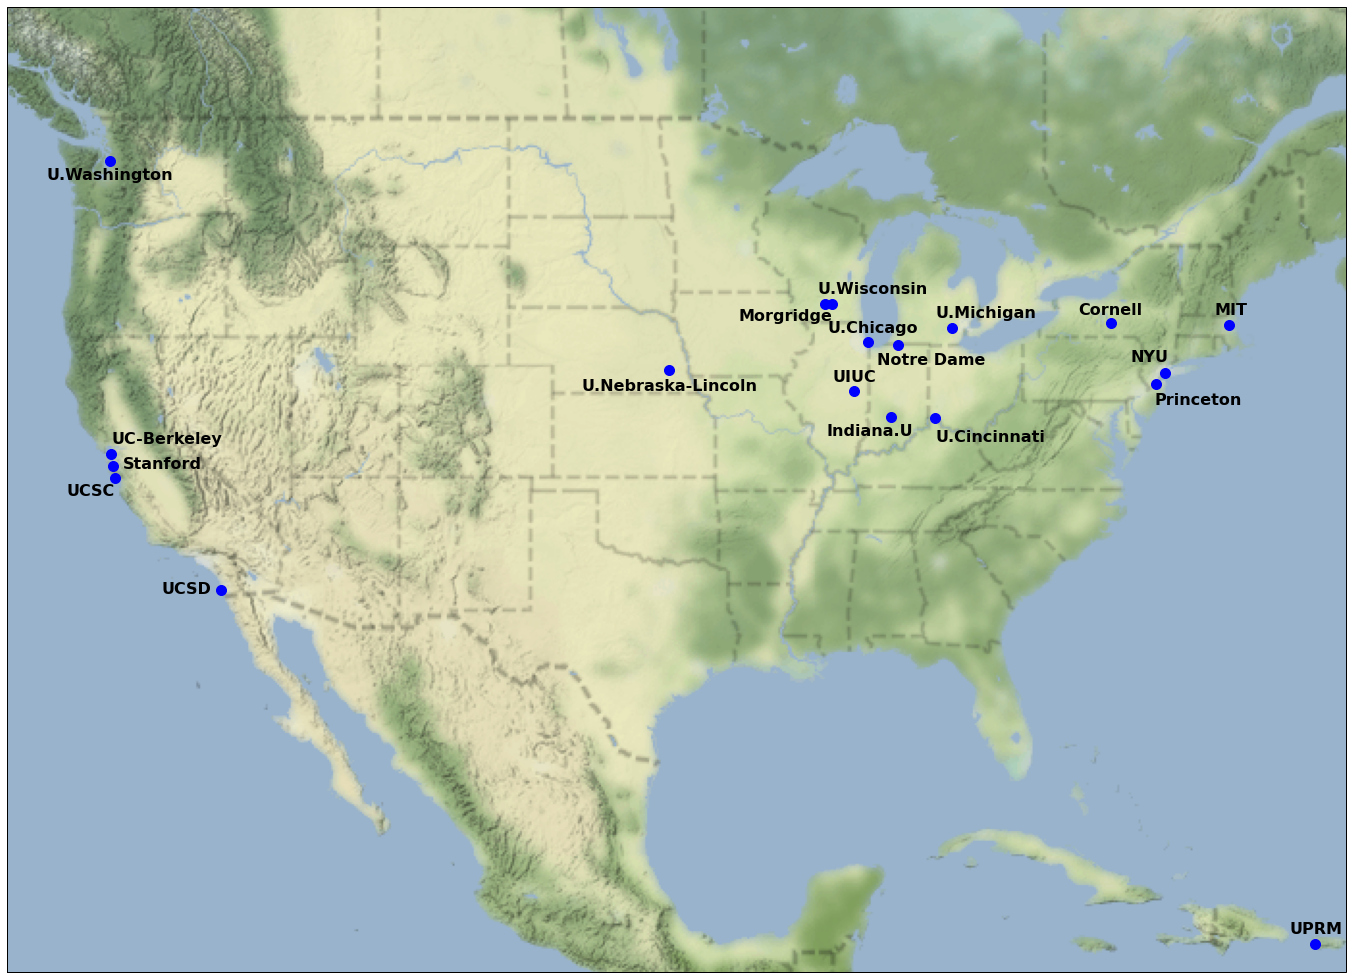 U.Washington
U.Wisconsin
Morgridge
U.Chicago
U.Michigan
Cornell
MIT
Notre Dame
NYU
UIUC
U.Nebraska-Lincoln
Princeton
Indiana.U
U.Cincinnati
UC-Berkeley
Stanford
UCSC
UCSD
UPRM